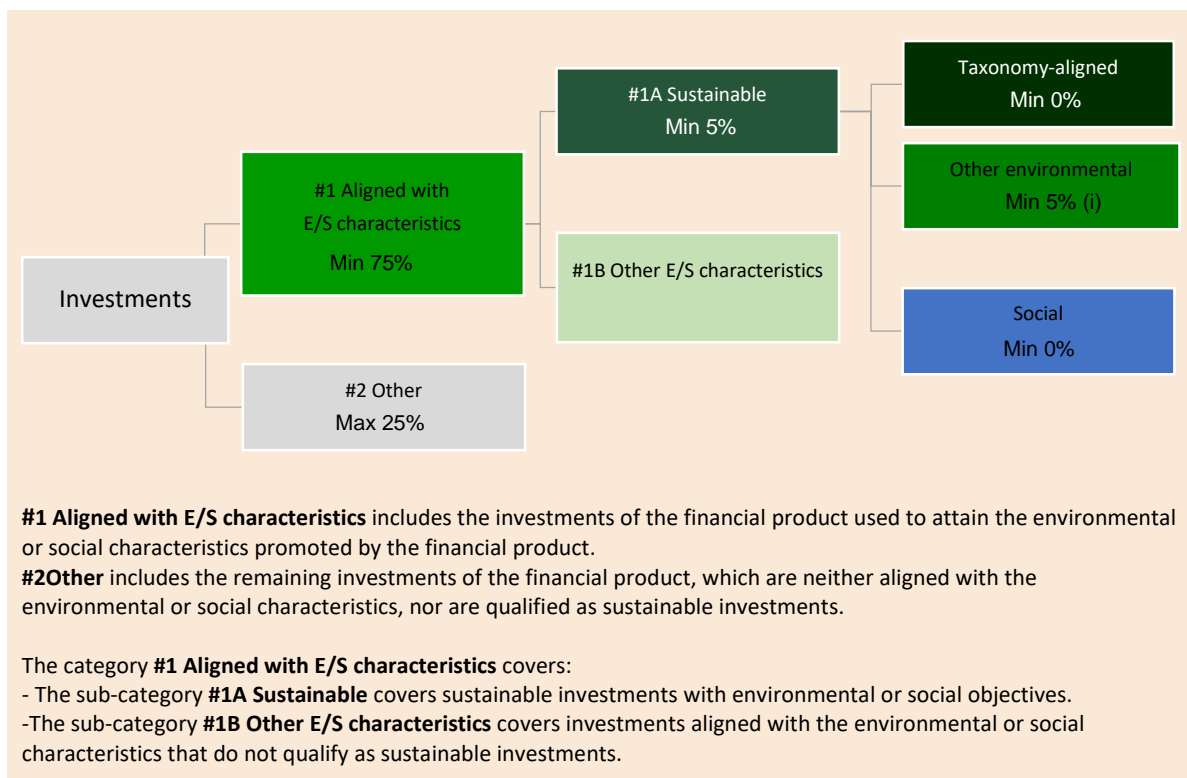 Taxonomy-aligned
Min 0%
#1A Sustainable
Min 5%
Other environmental
Min 5% (i)
#1 Aligned with
E/S characteristics
Min 75%
#1B Other E/S characteristics
Investments
Social
Min 0%
#2 Other
Max 25%
#1 Aligned with E/S characteristics includes the investments of the financial product used to attain the environmental
or social characteristics promoted by the financial product.
#2Other includes the remaining investments of the financial product, which are neither aligned with the
environmental or social characteristics, nor are qualified as sustainable investments.
The category #1 Aligned with E/S characteristics covers:
- The sub-category #1A Sustainable covers sustainable investments with environmental or social objectives.
-The sub-category #1B Other E/S characteristics covers investments aligned with the environmental or social
characteristics that do not qualify as sustainable investments.